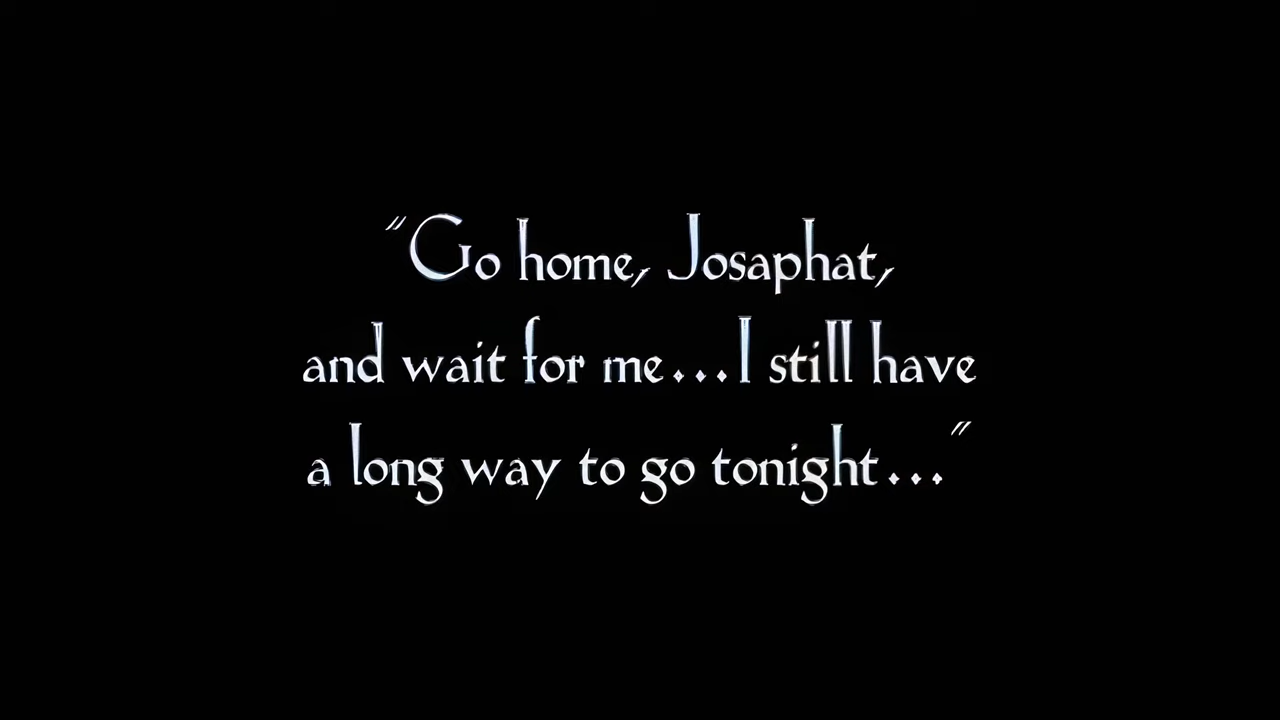 "Go home, Josaphat,
and wait for me...I still have
a long way to go tonight..."